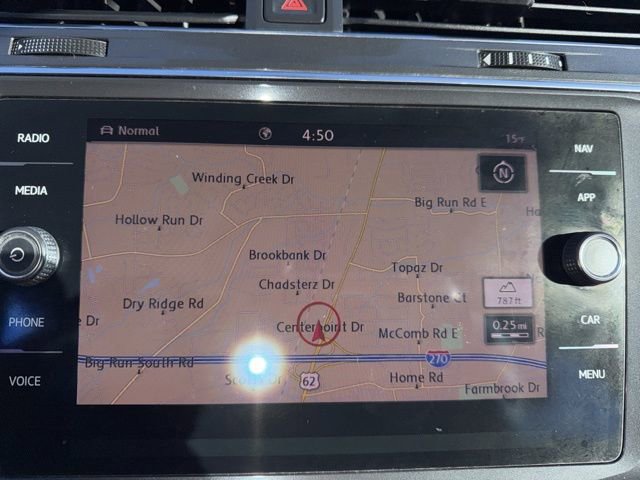 RADIO
MEDIA
PHONE
VOICE
Normal
4:50
15°F
N
Winding Creek Dr
Big Run Rd E
Hollow Run Dr
Brookbank Dr
Topaz Dr
Chadsterz Dr
Dry Ridge Rd
Barstone Ct
787 ft
e Dr
Centerpoint Dr
McComb Rd E
0.25 mi
Big Run South Rd
270
62
Home Rd
Farmbrook Dr
NAV
APP
CAR
MENU